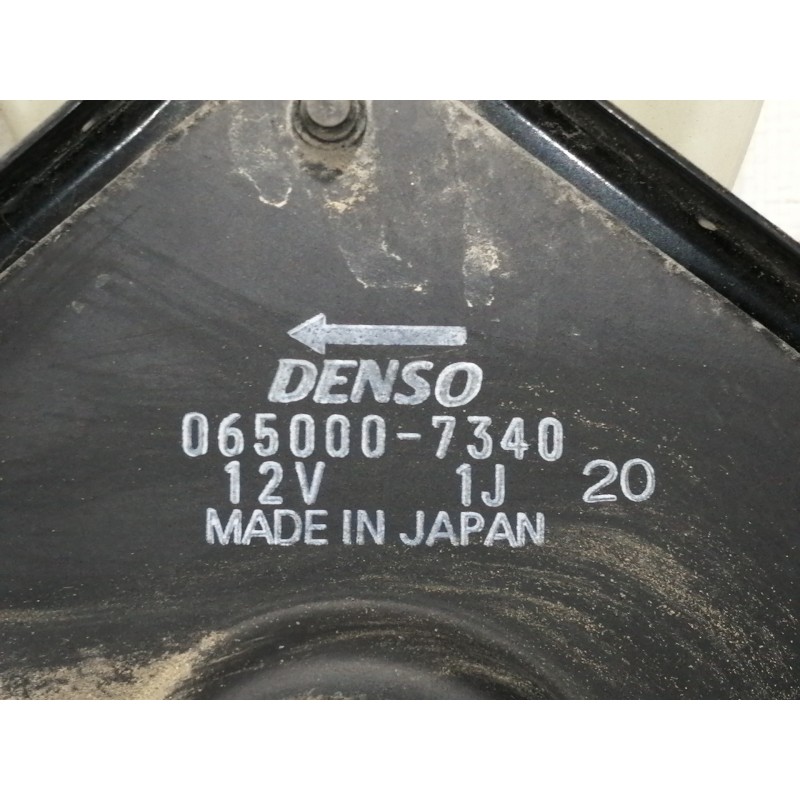 DENSO
065000-7340
12V 1J 20
MADE IN JAPAN